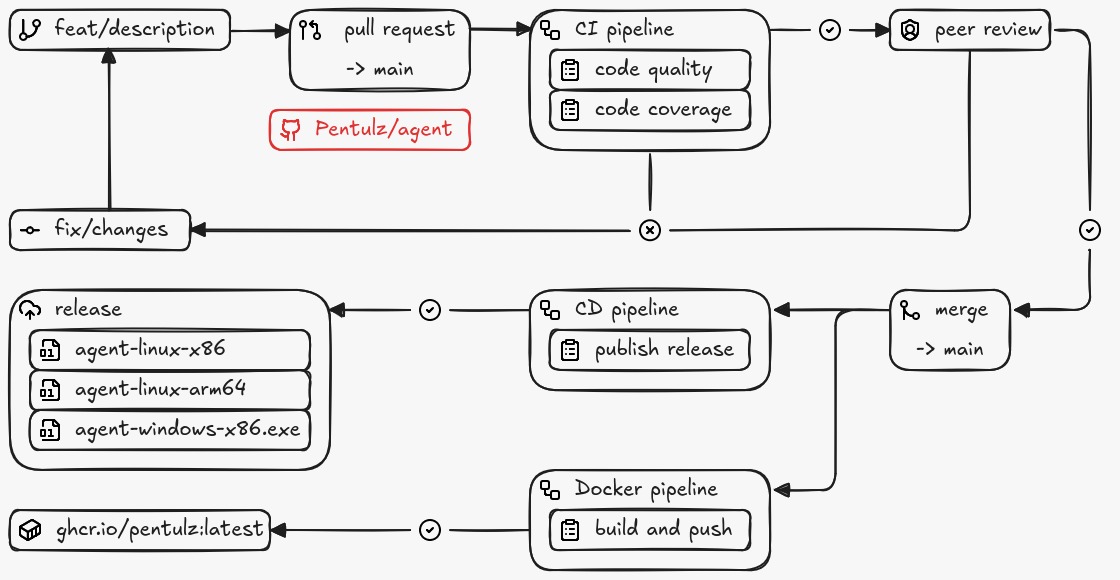 feat/description
pull request
-> main
CI pipeline
code quality
code coverage
peer review
Pentulz/agent
fix/changes
release
agent-linux-x86
agent-linux-arm64
agent-windows-x86.exe
CD pipeline
publish release
merge
-> main
Docker pipeline
build and push
ghcr.io/pentulz:latest